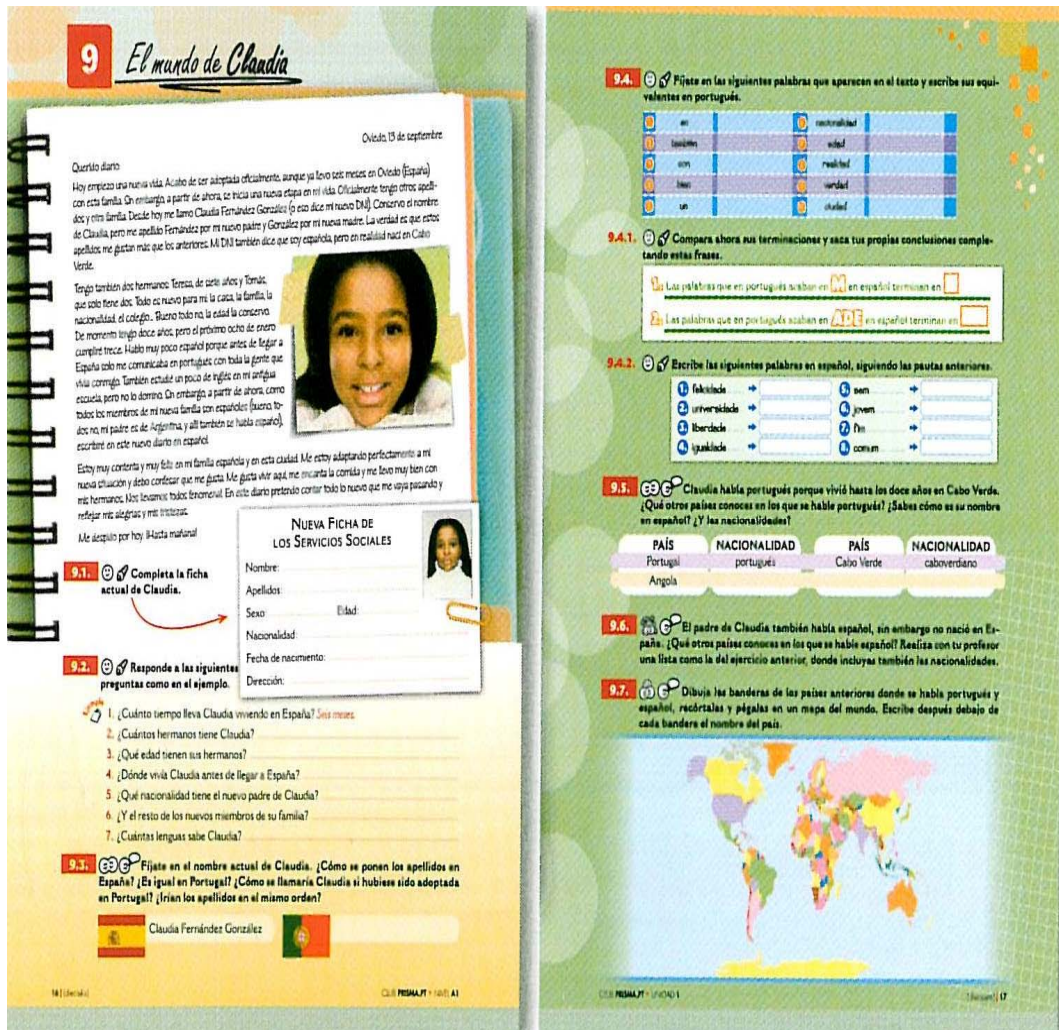 9 El mundo de Claudia
Oviedo, 13 de septiembre
Querido diario:
Hoy empiezo una nueva vida. Acabo de ser adoptada oficialmente, aunque ya llevo seis meses en Oviedo (España)
con esta familia. Sin embargo, a partir de ahora, se inicia una nueva etapa en mi vida. Oficialmente tengo otros apelli-
dos y otra familia. Desde hoy me llamo Claudia Fernández González (o eso dice mi nuevo DNI). Conservo el nombre
de Claudia, pero me apellido Fernández por mi nuevo padre y González por mi nueva madre. La verdad es que estos
apellidos me gustan más que los anteriores. Mi DNI también dice que soy española, pero en realidad nací en Cabo
Verde.
Tengo también dos hermanos: Teresa, de siete años y Tomás,
que solo tiene dos. Todo es nuevo para mí: la casa, la familia, la
nacionalidad, el colegio... Bueno todo no, la edad la conservo.
De momento tengo doce años, pero el próximo ocho de enero
cumpliré trece. Hablo muy poco español porque antes de llegar a
España solo me comunicaba en portugués con toda la gente que
vivía conmigo. También estudié un poco de inglés en mi antigua
escuela, pero no lo domino. Sin embargo, a partir de ahora, como
todos los miembros de mi nueva familia son españoles (bueno, to-
dos no, mi padre es de Argentina, y allí también se habla español),
escribiré en este nuevo diario en español.
Estoy muy contenta y muy feliz en mi familia española y en esta ciudad. Me estoy adaptando perfectamente a mi
nueva situación y debo confesar que me gusta. Me gusta vivir aquí, me encanta la comida y me llevo muy bien con
mis hermanos. Nos llevamos todos fenomenal. En este diario pretendo contar todo lo nuevo que me vaya pasando y
reflejar mis alegrías y mis tristezas.
Me despido por hoy. ¡Hasta mañana!
9.1. Completa la ficha
actual de Claudia.
NUEVA FICHA DE
LOS SERVICIOS SOCIALES
Nombre:
Apellidos:
Sexo: Edad:
Nacionalidad:
Fecha de nacimiento:
Dirección:
9.2. Responde a las siguientes
preguntas como en el ejemplo.
1. ¿Cuánto tiempo lleva Claudia viviendo en España? Seis meses.
2. ¿Cuántos hermanos tiene Claudia?
3. ¿Qué edad tienen sus hermanos?
4. ¿Dónde vivía Claudia antes de llegar a España?
5. ¿Qué nacionalidad tiene el nuevo padre de Claudia?
6. ¿Y el resto de los nuevos miembros de su familia?
7. ¿Cuántas lenguas sabe Claudia?
9.3. Fíjate en el nombre actual de Claudia. ¿Cómo se ponen los apellidos en
España? ¿Es igual en Portugal? ¿Cómo se llamaría Claudia si hubiese sido adoptada
en Portugal? ¿Irían los apellidos en el mismo orden?
Claudia Fernández González
CLUB PRISMA.PT • NIVEL A1
9.4. Fíjate en las siguientes palabras que aparecen en el texto y escribe sus equi-
valentes en portugués.
en nacionalidad
también edad
son realidad
bien verdad
un ciudad
9.4.1. Compara ahora sus terminaciones y saca tus propias conclusiones comple-
tando estas frases.
1. Las palabras que en portugués acaban en M en español terminan en
2. Las palabras que en portugués acaban en ADE en español terminan en
9.4.2. Escribe las siguientes palabras en español, siguiendo las pautas anteriores.
1. felicidade 5. sem
2. universidade 6. jovem
3. liberdade 7. fim
4. igualdade 8. comum
9.5. Claudia habla portugués porque vivió hasta los doce años en Cabo Verde.
¿Qué otros países conoces en los que se hable portugués? ¿Sabes cómo es su nombre
en español? ¿Y las nacionalidades?
PAÍS NACIONALIDAD PAÍS NACIONALIDAD
Portugal portugués Cabo Verde caboverdiano
Angola
9.6. El padre de Claudia también habla español, sin embargo no nació en Es-
paña. ¿Qué otros países conoces en los que se hable español? Realiza con tu profesor
una lista como la del ejercicio anterior, donde incluyas también las nacionalidades.
9.7. Dibuja las banderas de los países anteriores donde se habla portugués y
español, recórtalas y pégalas en un mapa del mundo. Escribe después debajo de
cada bandera el nombre del país.
CLUB PRISMA.PT • UNIDAD 1
17